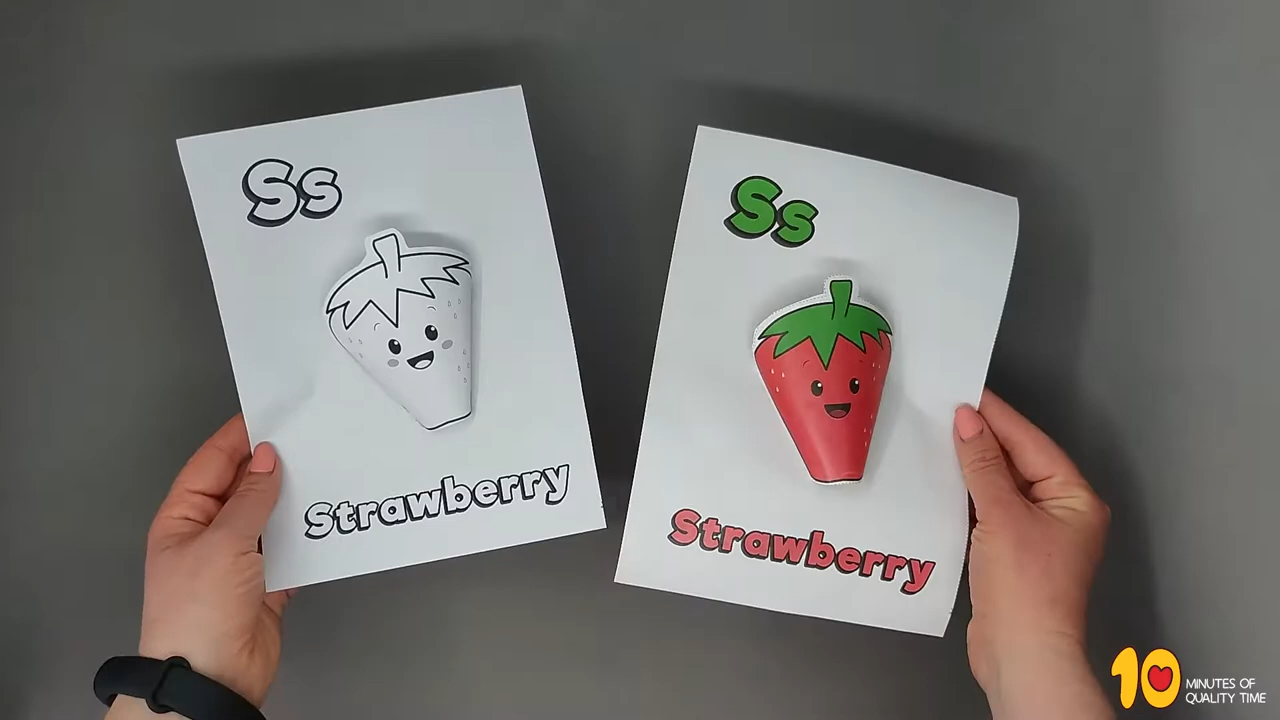 Ss
Strawberry
Ss
Strawberry
10 MINUTES OF
QUALITY TIME